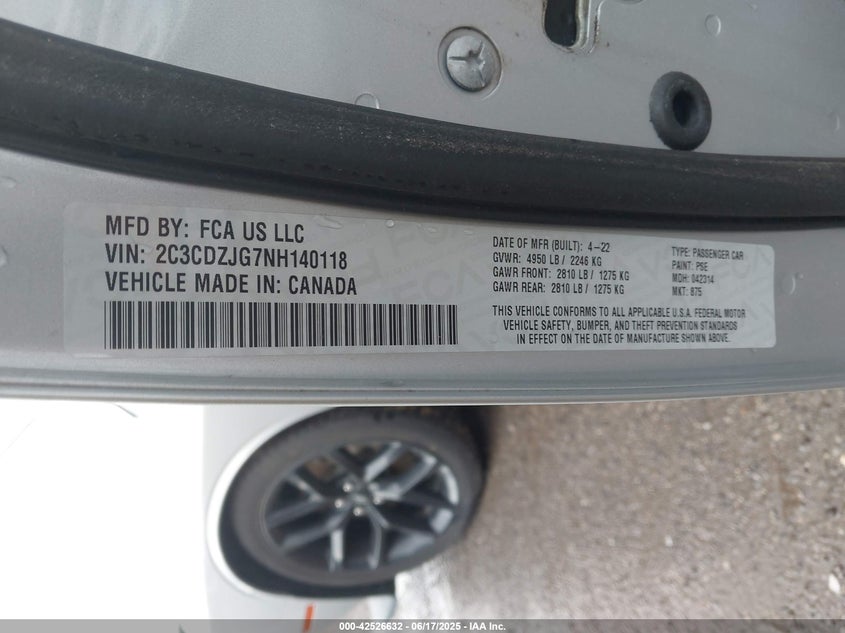 MFD BY: FCA US LLC
VIN: 2C3CDZJG7NH140118
VEHICLE MADE IN: CANADA
DATE OF MFR (BUILT): 4-22
GVWR: 4950 LB / 2246 KG
GAWR FRONT: 2810 LB / 1275 KG
GAWR REAR: 2810 LB / 1275 KG
TYPE: PASSENGER CAR
PAINT: PSE
MDH: 042314
MKT: 875
THIS VEHICLE CONFORMS TO ALL APPLICABLE U.S.A. FEDERAL MOTOR
VEHICLE SAFETY, BUMPER, AND THEFT PREVENTION STANDARDS
IN EFFECT ON THE DATE OF MANUFACTURE SHOWN ABOVE.
000-42526632 - 06/17/2025 - IAA Inc.